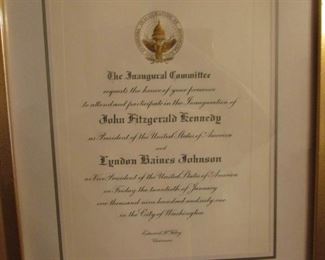 The Inaugural Committee
requests the honor of your presence
to attend and participate in the Inauguration of
John Fitzgerald Kennedy
as President of the United States of America
and
Lyndon Baines Johnson
as Vice President of the United States of America
on Friday the twentieth of January
one thousand nine hundred and sixty one
in the City of Washington
Edward H. Foley
Chairman